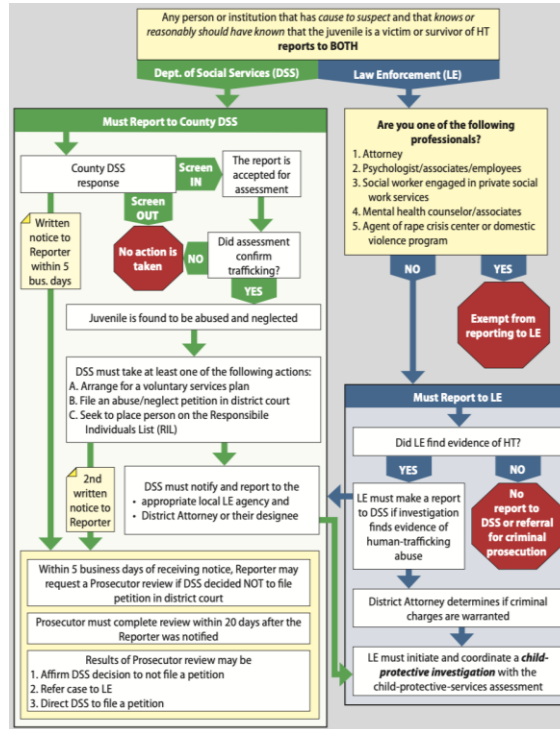 Any person or institution that has cause to suspect and that knows or
reasonably should have known that the juvenile is a victim or survivor of HT
reports to BOTH
Dept. of Social Services (DSS)
Law Enforcement (LE)
Must Report to County DSS
County DSS
response
Screen
IN
The report is
accepted for
assessment
Screen
OUT
Written
notice to
Reporter
within 5
bus. days
No action is
taken
NO
Did assessment
confirm
trafficking?
YES
Juvenile is found to be abused and neglected
DSS must take at least one of the following actions:
A. Arrange for a voluntary services plan
B. File an abuse/neglect petition in district court
C. Seek to place person on the Responsibile
Individuals List (RIL)
2nd
written
notice to
Reporter
DSS must notify and report to the
• appropriate local LE agency and
• District Attorney or their designee
Within 5 business days of receiving notice, Reporter may
request a Prosecutor review if DSS decided NOT to file
petition in district court
Prosecutor must complete review within 20 days after the
Reporter was notified
Results of Prosecutor review may be
1. Affirm DSS decision to not file a petition
2. Refer case to LE
3. Direct DSS to file a petition
Are you one of the following
professionals?
1. Attorney
2. Psychologist/associates/employees
3. Social worker engaged in private social
work services
4. Mental health counselor/associates
5. Agent of rape crisis center or domestic
violence program
NO
YES
Exempt from
reporting to LE
Must Report to LE
Did LE find evidence of HT?
YES
NO
LE must make a report
to DSS if investigation
finds evidence of
human-trafficking
abuse
No
report to
DSS or referral
for criminal
prosecution
District Attorney determines if criminal
charges are warranted
LE must initiate and coordinate a child-
protective investigation with the
child-protective-services assessment